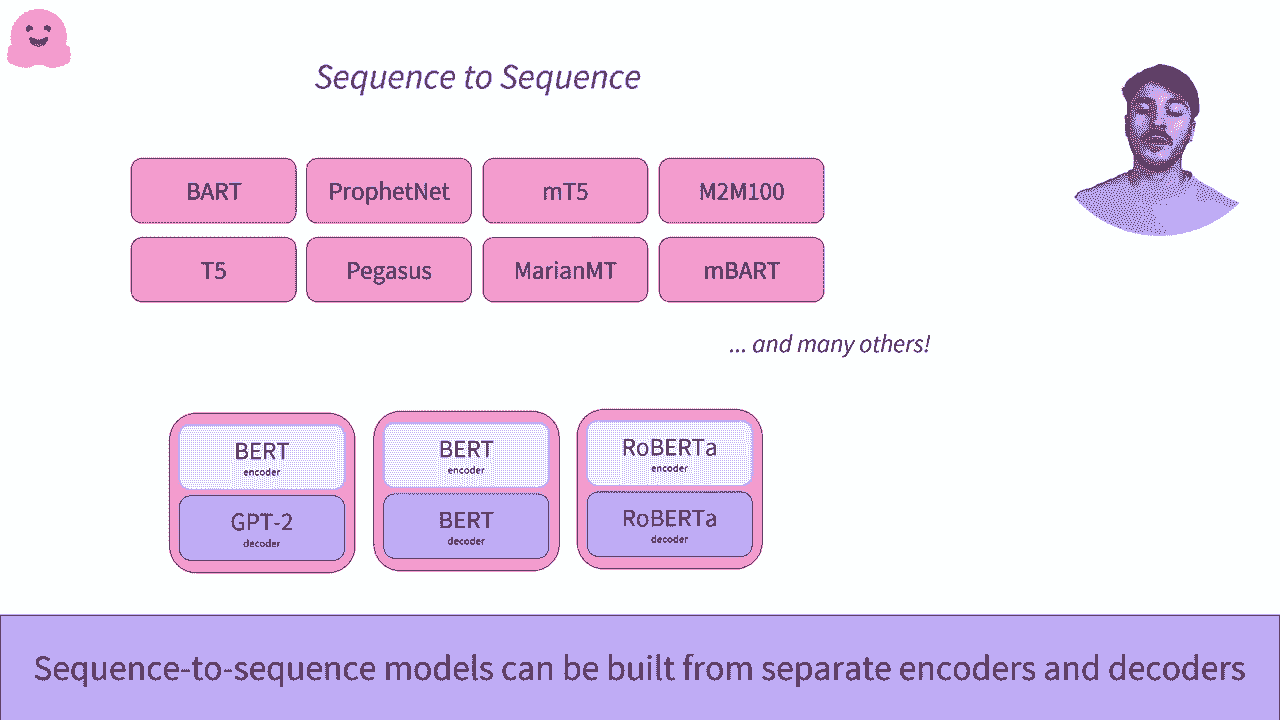 Sequence to Sequence
BART ProphetNet mT5 M2M100
T5 Pegasus MarianMT mBART
... and many others!
BERT
encoder
GPT-2
decoder
BERT
encoder
BERT
decoder
RoBERTa
encoder
RoBERTa
decoder
Sequence-to-sequence models can be built from separate encoders and decoders